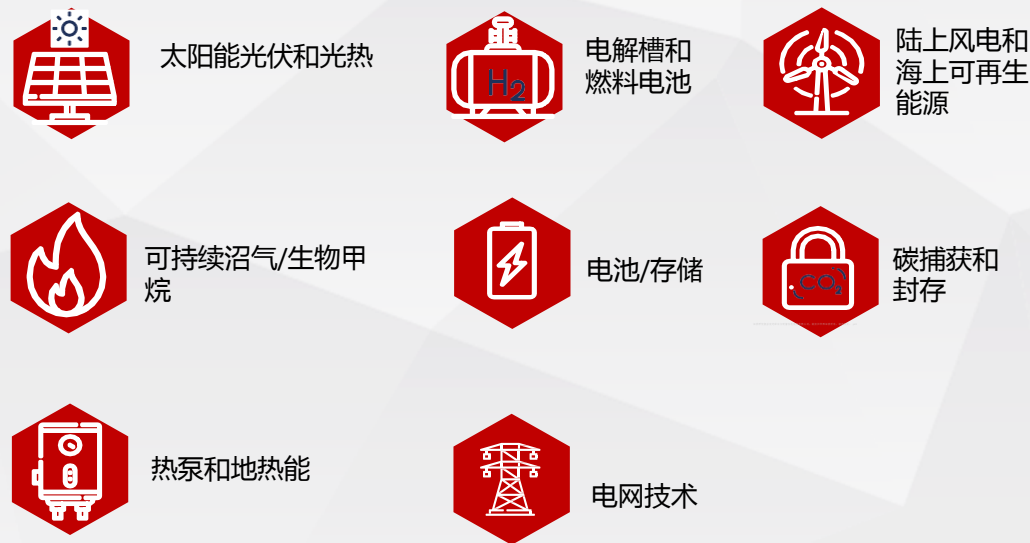 太阳能光伏和光热
电解槽和
燃料电池
H2
陆上风电和
海上可再生
能源
可持续沼气/生物甲
烷
电池/存储
碳捕获和
封存
CO2
热泵和地热能
电网技术